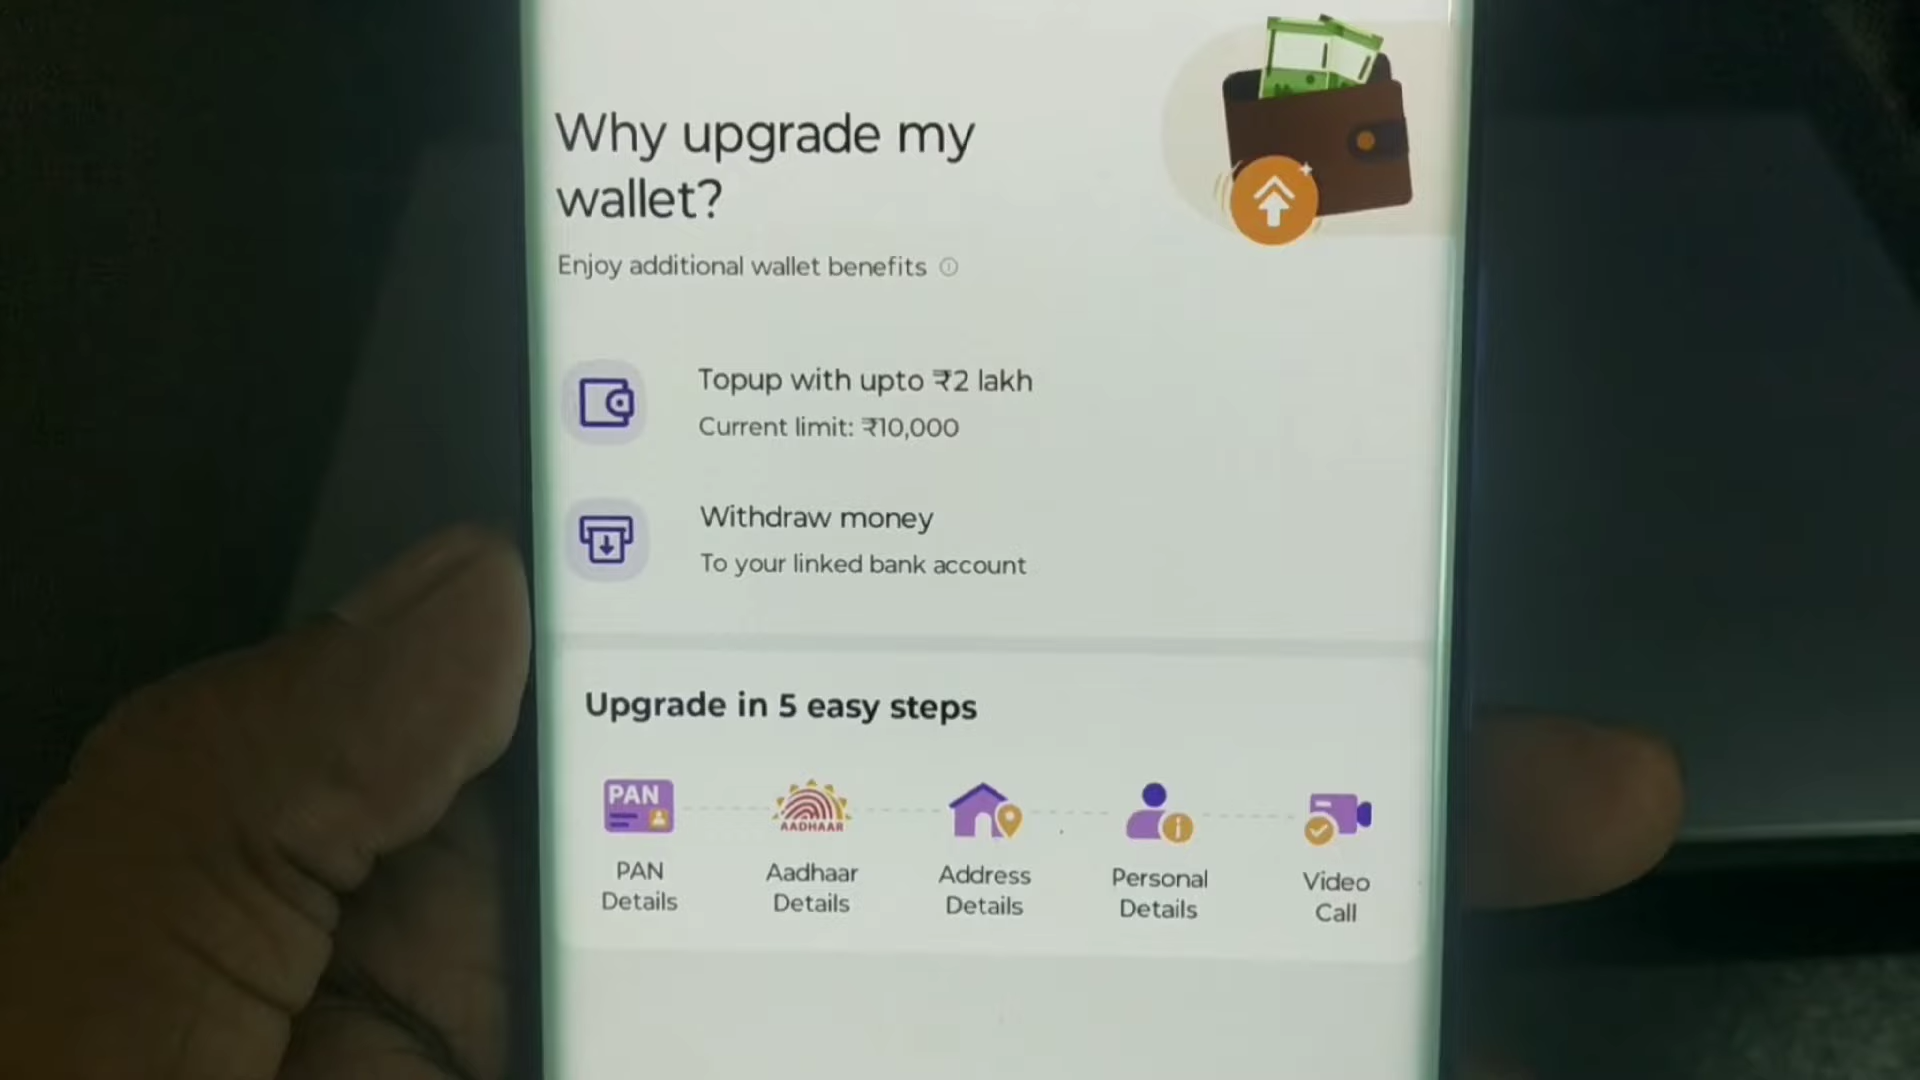 Why upgrade my
wallet?
Enjoy additional wallet benefits
Topup with upto ₹2 lakh
Current limit: ₹10,000
Withdraw money
To your linked bank account
Upgrade in 5 easy steps
PAN
AADHAAR
PAN
Details
Aadhaar
Details
Address
Details
Personal
Details
Video
Call